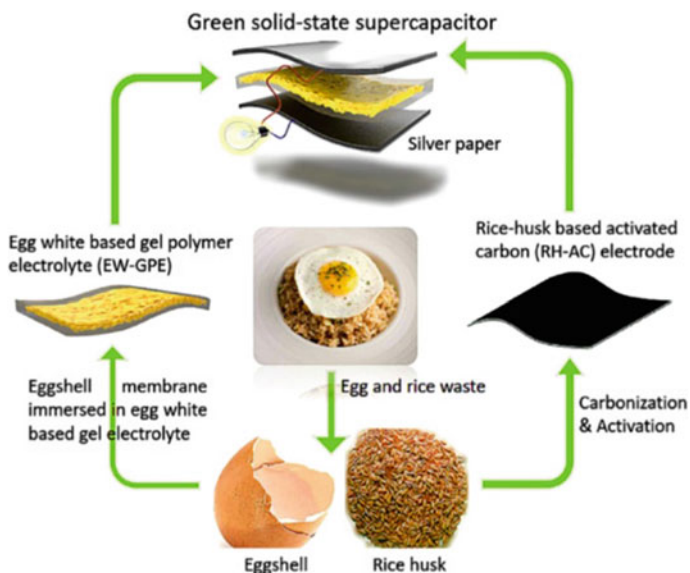 Green solid-state supercapacitor
Silver paper
Egg white based gel polymer
electrolyte (EW-GPE)
Rice-husk based activated
carbon (RH-AC) electrode
Egg and rice waste
Eggshell membrane
immersed in egg white
based gel electrolyte
Carbonization
& Activation
Eggshell
Rice husk